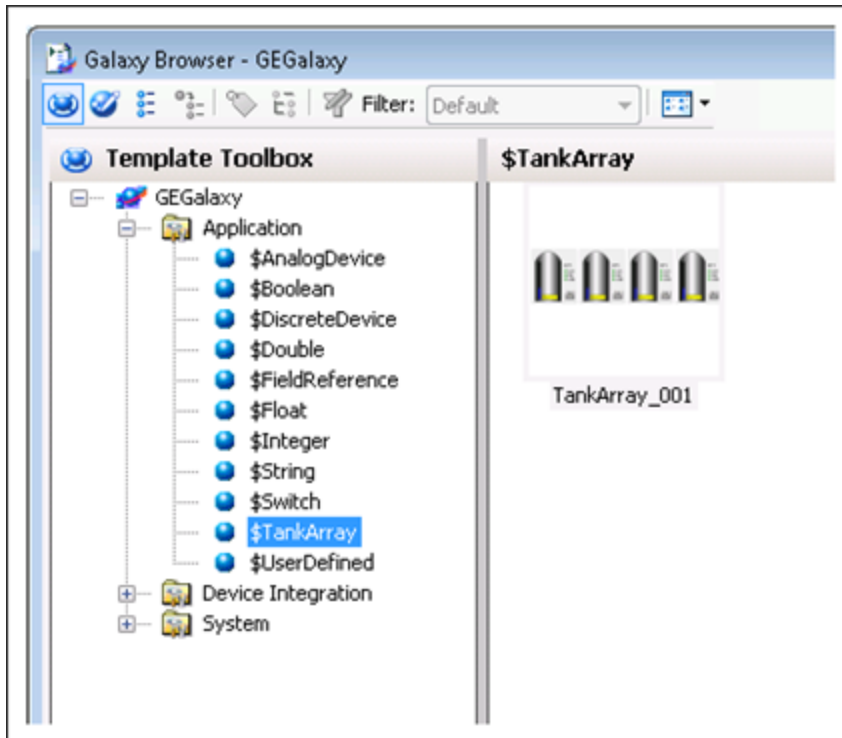 Galaxy Browser - GEGalaxy
Filter: Default
Template Toolbox
$TankArray
GEGalaxy
Application
$AnalogDevice
$Boolean
$DiscreteDevice
$Double
$FieldReference
$Float
$Integer
$String
$Switch
$TankArray
$UserDefined
Device Integration
System
TankArray_001